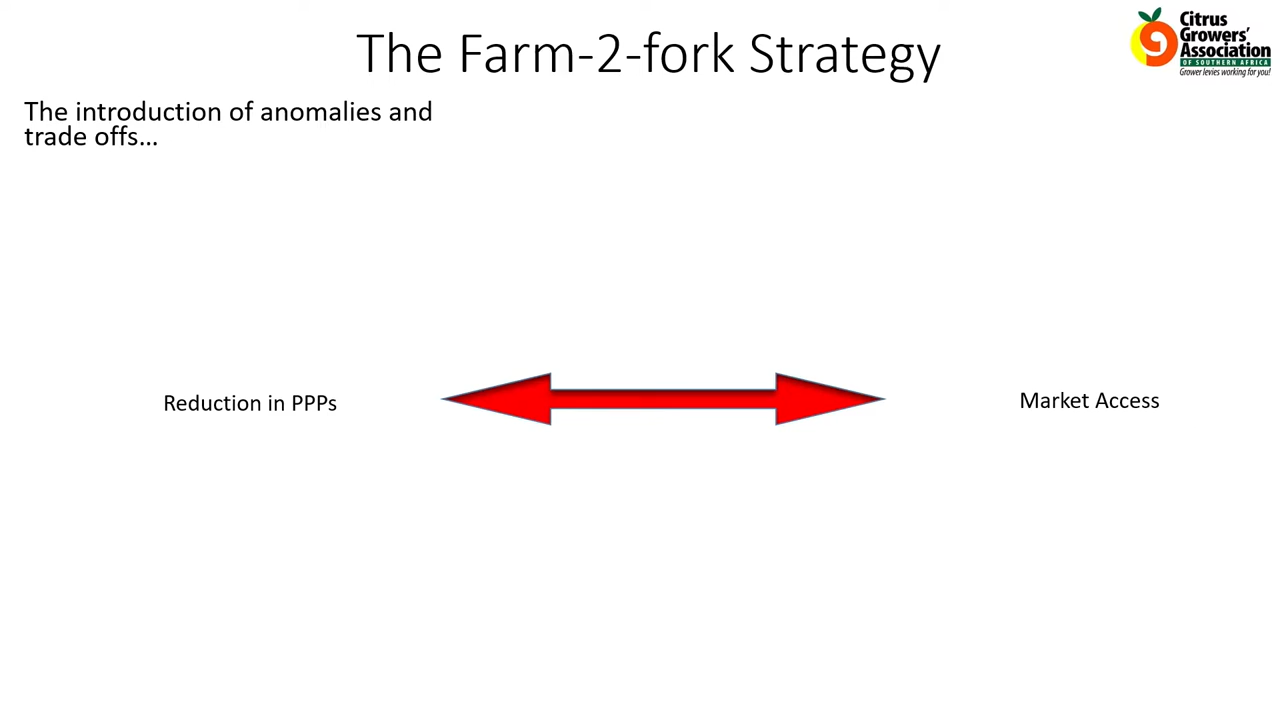 The Farm-2-fork Strategy
Citrus
Growers'
Association
OF SOUTHERN AFRICA
Grower levies working for you!
The introduction of anomalies and
trade offs...
Reduction in PPPs
Market Access